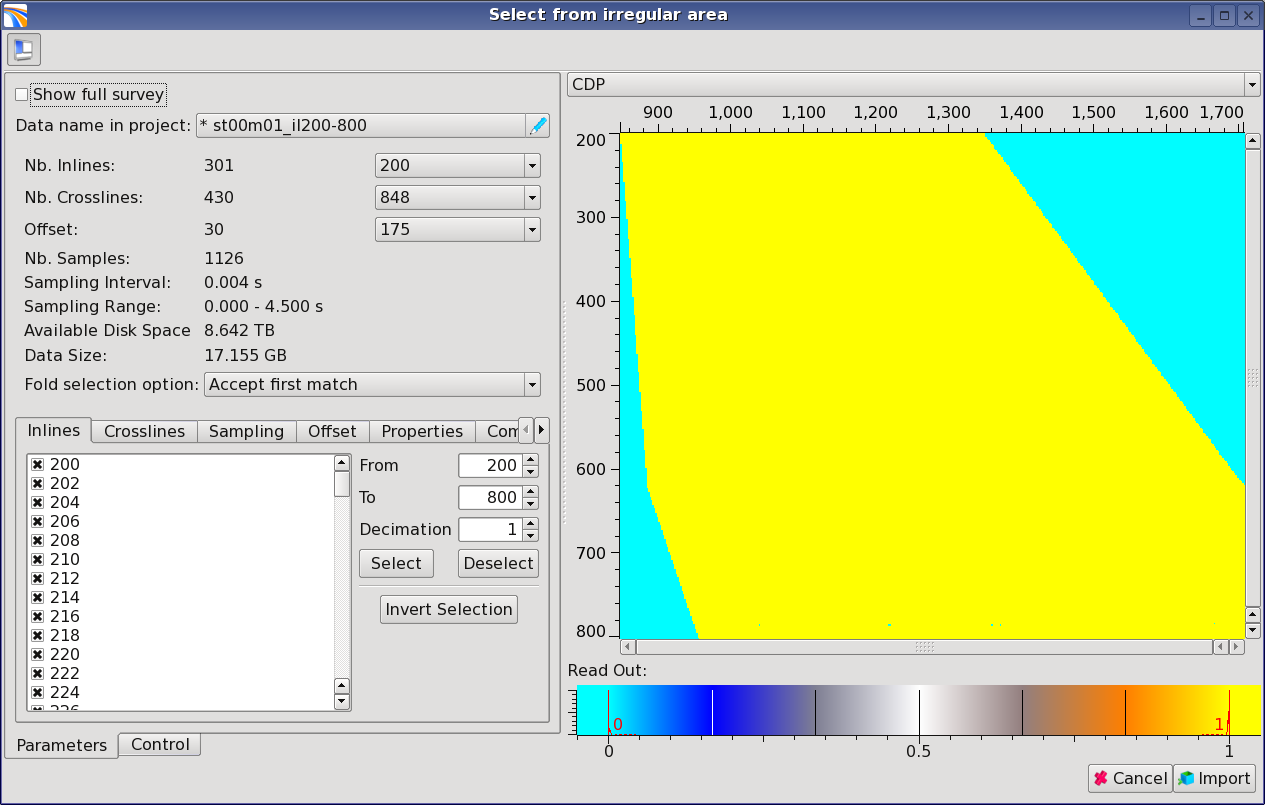 Select from irregular area
Show full survey
Data name in project: * st00m01_il200-800
Nb. Inlines: 301 200
Nb. Crosslines: 430 848
Offset: 30 175
Nb. Samples: 1126
Sampling Interval: 0.004 s
Sampling Range: 0.000 - 4.500 s
Available Disk Space 8.642 TB
Data Size: 17.155 GB
Fold selection option: Accept first match
Inlines Crosslines Sampling Offset Properties Com
200
202
204
206
208
210
212
214
216
218
220
222
224
226
From 200
To 800
Decimation 1
Select Deselect
Invert Selection
Parameters Control
CDP
900 1,000 1,100 1,200 1,300 1,400 1,500 1,600 1,700
200
300
400
500
600
700
800
Read Out:
0 1
0 0.5 1
Cancel Import